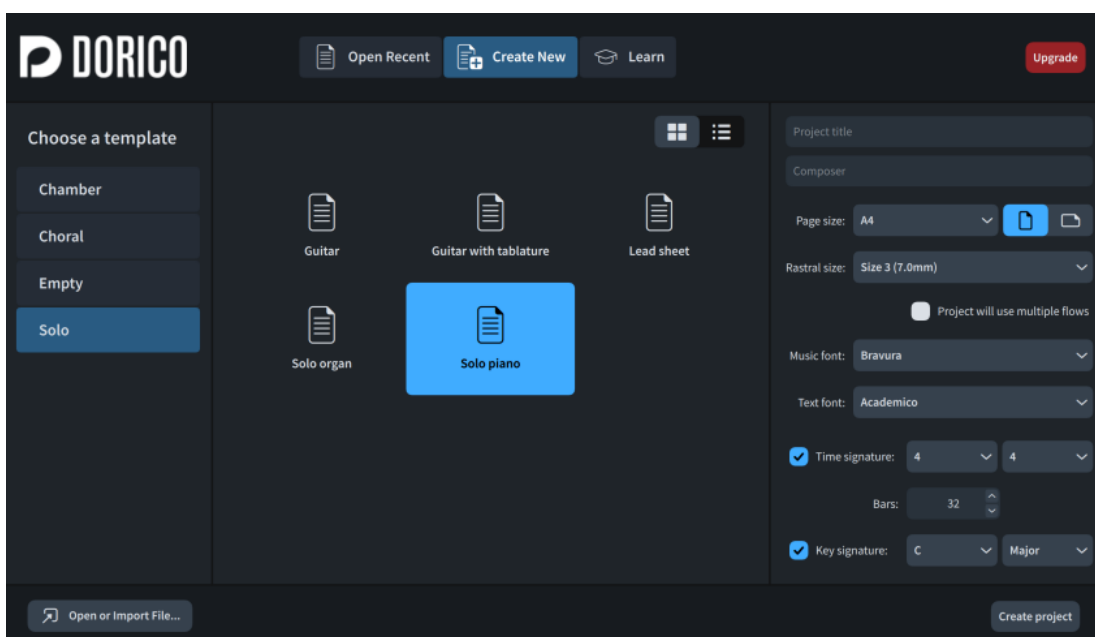 DORICO
Open Recent
Create New
Learn
Upgrade
Choose a template
Chamber
Choral
Empty
Solo
Guitar
Guitar with tablature
Lead sheet
Solo organ
Solo piano
Project title
Composer
Page size: A4
Rastral size: Size 3 (7.0mm)
Project will use multiple flows
Music font: Bravura
Text font: Academico
Time signature: 4 4
Bars: 32
Key signature: C Major
Open or Import File...
Create project